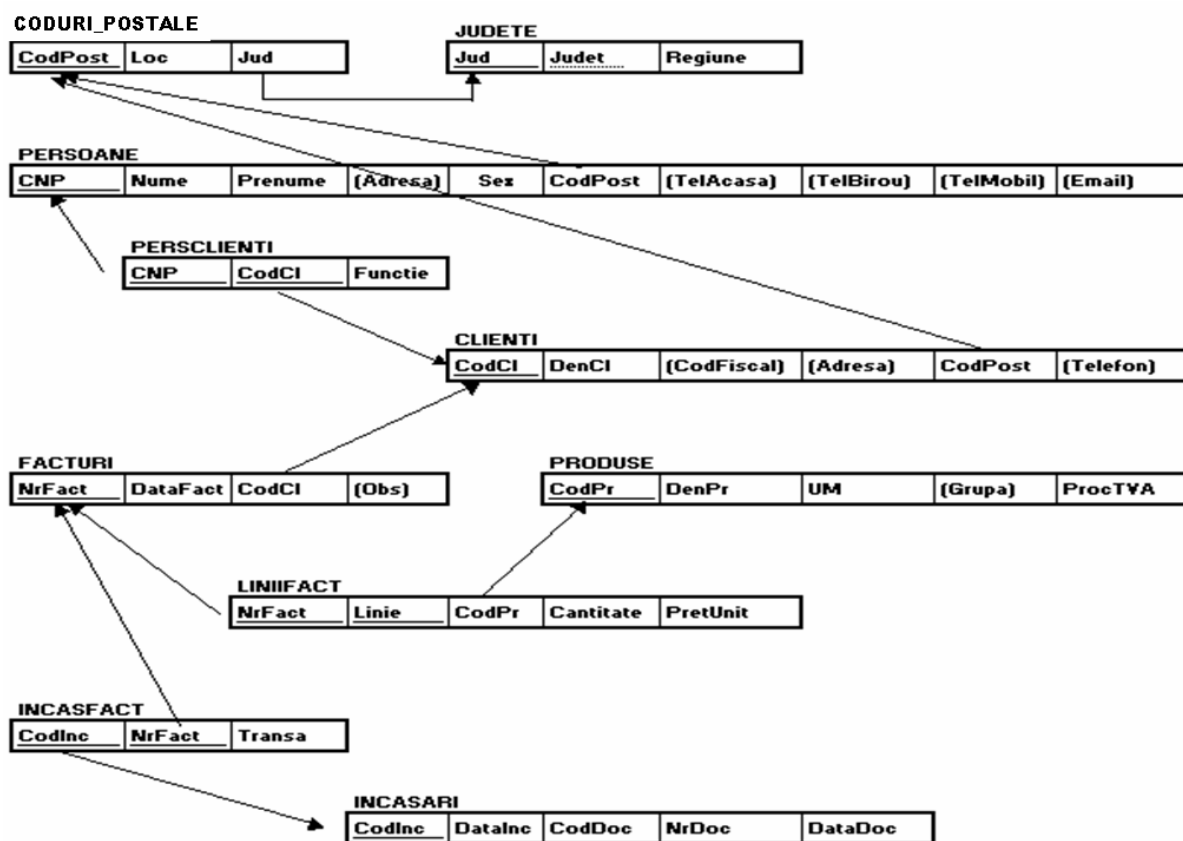 CODURI_POSTALE
CodPost Loc Jud
JUDETE
Jud Judet Regiune
PERSOANE
CNP Nume Prenume (Adresa) Sex CodPost (TelAcasa) (TelBirou) (TelMobil) (Email)
PERSCLIENTI
CNP CodCl Functie
CLIENTI
CodCl DenCl (CodFiscal) (Adresa) CodPost (Telefon)
FACTURI
NrFact DataFact CodCl (Obs)
PRODUSE
CodPr DenPr UM (Grupa) ProcTVA
LINIIFACT
NrFact Linie CodPr Cantitate PretUnit
INCASFACT
CodInc NrFact Transa
INCASARI
CodInc DataInc CodDoc NrDoc DataDoc